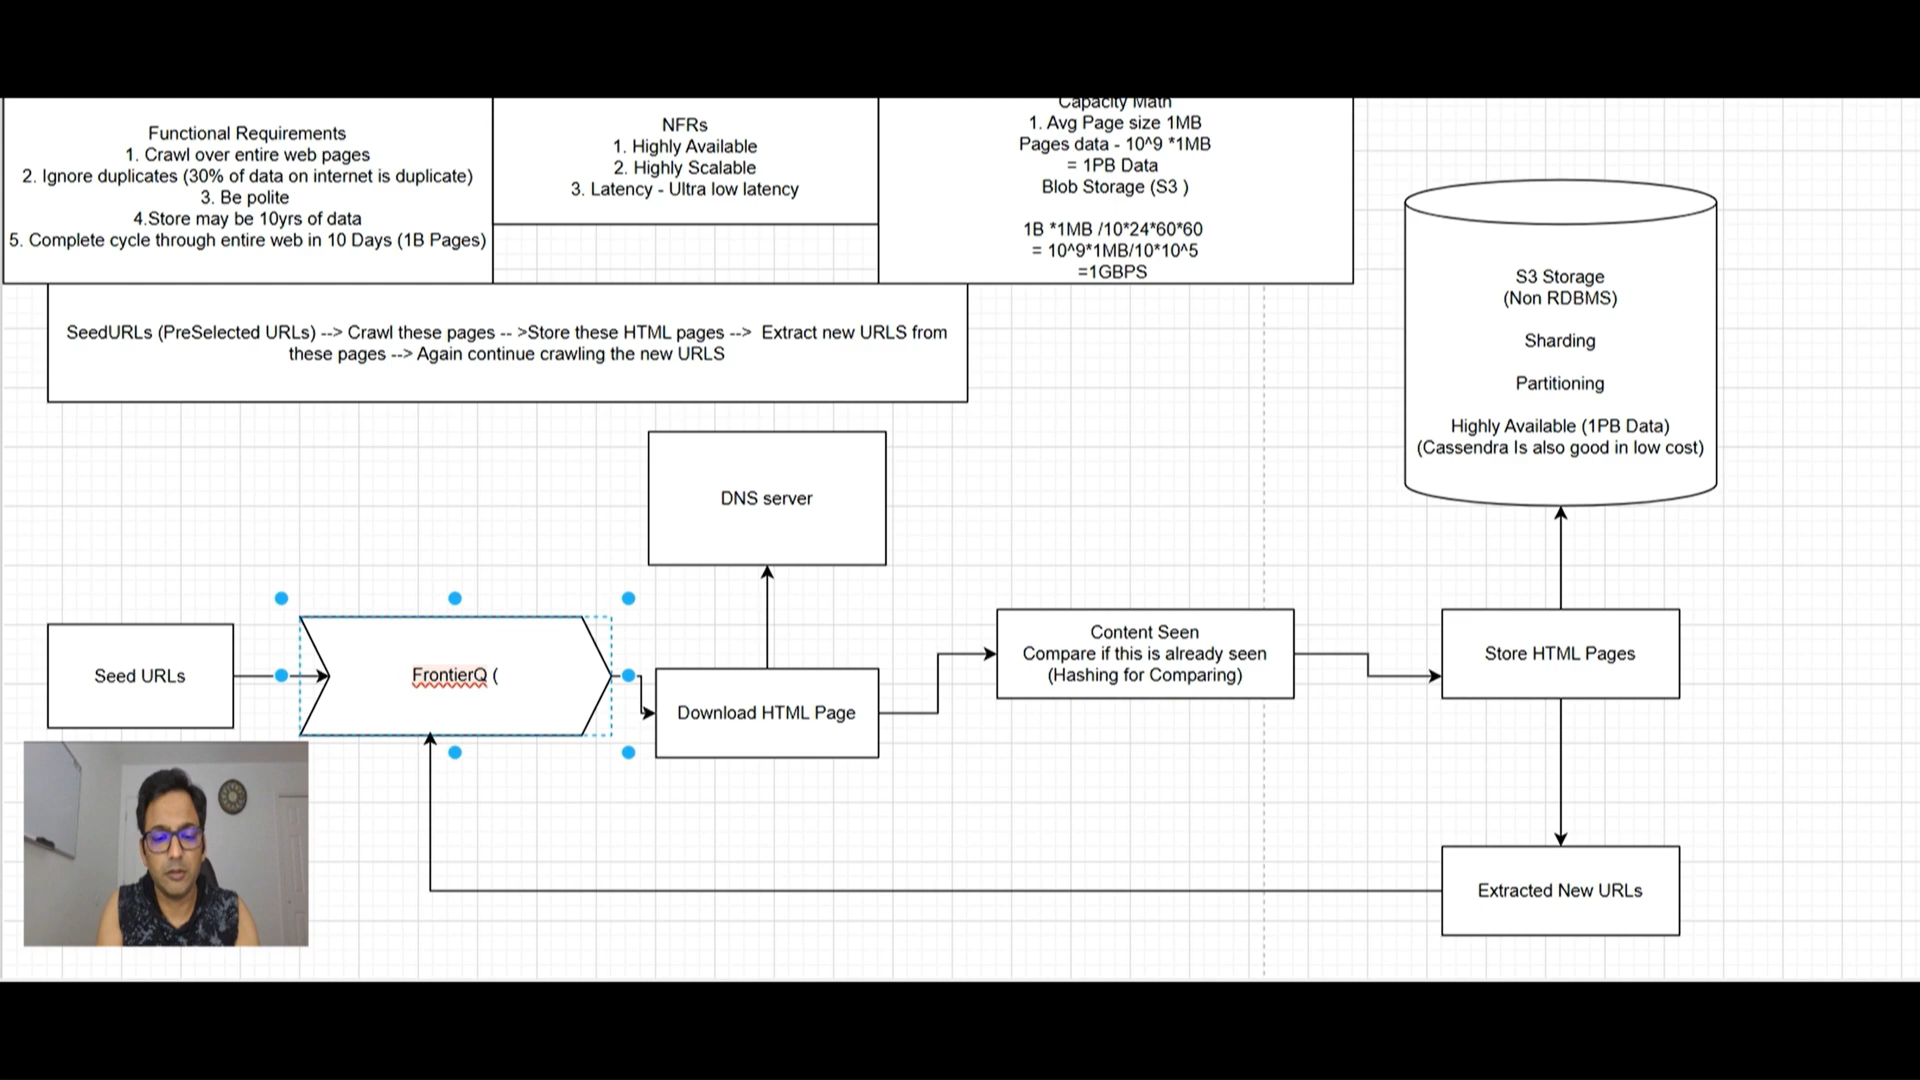 Functional Requirements
1. Crawl over entire web pages
2. Ignore duplicates (30% of data on internet is duplicate)
3. Be polite
4.Store may be 10yrs of data
5. Complete cycle through entire web in 10 Days (1B Pages)
NFRs
1. Highly Available
2. Highly Scalable
3. Latency - Ultra low latency
Capacity Math
1. Avg Page size 1MB
Pages data - 10^9 *1MB
= 1PB Data
Blob Storage (S3 )
1B *1MB /10*24*60*60
= 10^9*1MB/10*10^5
=1GBPS
SeedURLs (PreSelected URLs) --> Crawl these pages -- >Store these HTML pages --> Extract new URLS from
these pages --> Again continue crawling the new URLS
S3 Storage
(Non RDBMS)
Sharding
Partitioning
Highly Available (1PB Data)
(Cassendra Is also good in low cost)
DNS server
Seed URLs
FrontierQ (
Download HTML Page
Content Seen
Compare if this is already seen
(Hashing for Comparing)
Store HTML Pages
Extracted New URLs